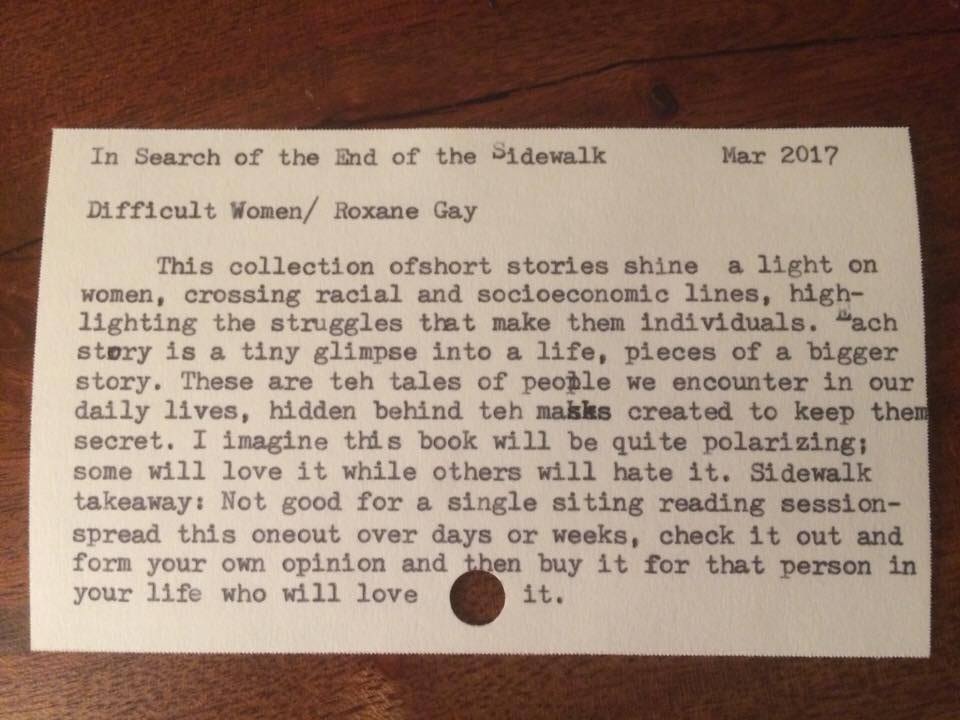 In Search of the End of the Sidewalk Mar 2017
Difficult Women/ Roxane Gay
This collection ofshort stories shine a light on
women, crossing racial and socioeconomic lines, high-
lighting the struggles that make them individuals. Each
story is a tiny glimpse into a life, pieces of a bigger
story. These are teh tales of people we encounter in our
daily lives, hidden behind teh masks created to keep them
secret. I imagine this book will be quite polarizing;
some will love it while others will hate it. Sidewalk
takeaway: Not good for a single siting reading session-
spread this oneout over days or weeks, check it out and
form your own opinion and then buy it for that person in
your life who will love it.